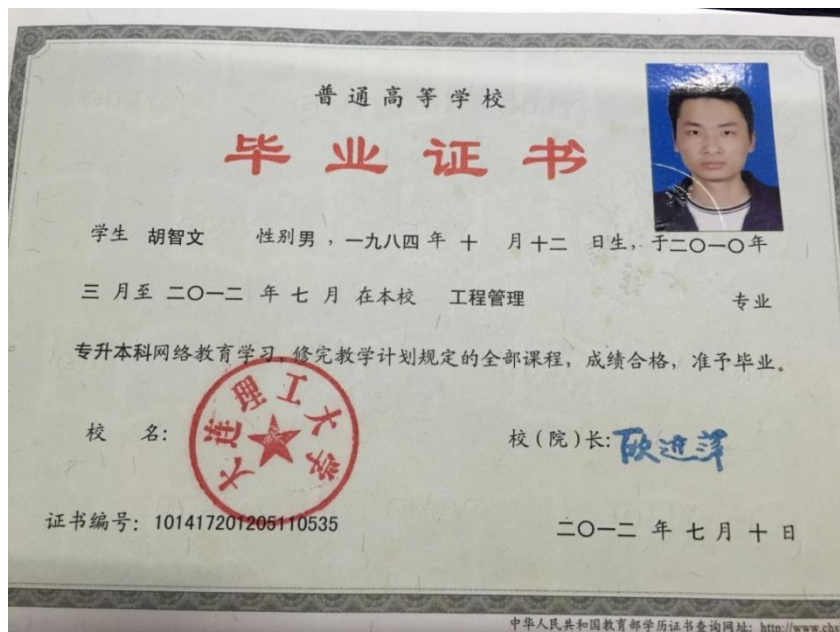 普通高等学校
毕业证书
学生 胡智文 性别 男 ，一九八四 年 十 月 十二 日生，于二〇一〇年
三 月至 二〇一二 年 七 月 在本校 工程管理 专业
专升本科网络教育学习，修完教学计划规定的全部课程，成绩合格，准予毕业。
校 名：
大连理工大学
校（院）长：欧进萍
证书编号：101417201205110535
二〇一二 年 七 月 十 日
中华人民共和国教育部学历证书查询网址：http://www.chs